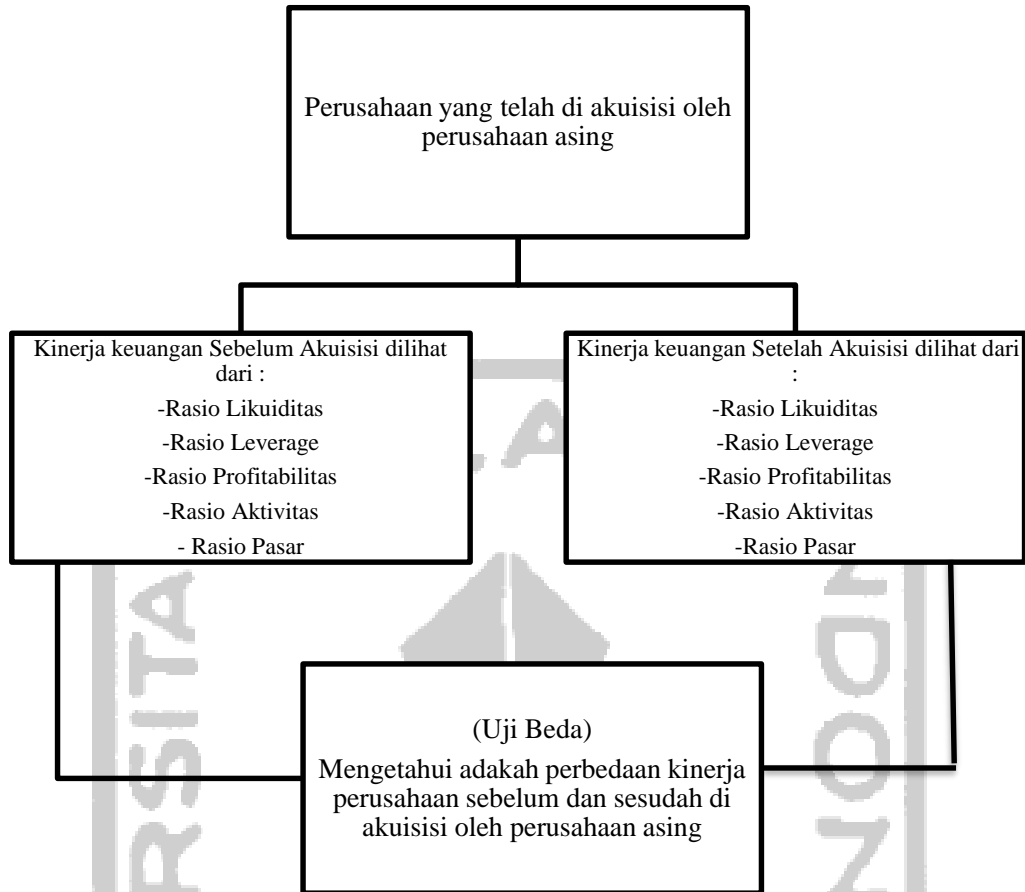 Perusahaan yang telah di akuisisi oleh
perusahaan asing
Kinerja keuangan Sebelum Akuisisi dilihat
dari :
-Rasio Likuiditas
-Rasio Leverage
-Rasio Profitabilitas
-Rasio Aktivitas
- Rasio Pasar
Kinerja keuangan Setelah Akuisisi dilihat dari
:
-Rasio Likuiditas
-Rasio Leverage
-Rasio Profitabilitas
-Rasio Aktivitas
-Rasio Pasar
(Uji Beda)
Mengetahui adakah perbedaan kinerja
perusahaan sebelum dan sesudah di
akuisisi oleh perusahaan asing